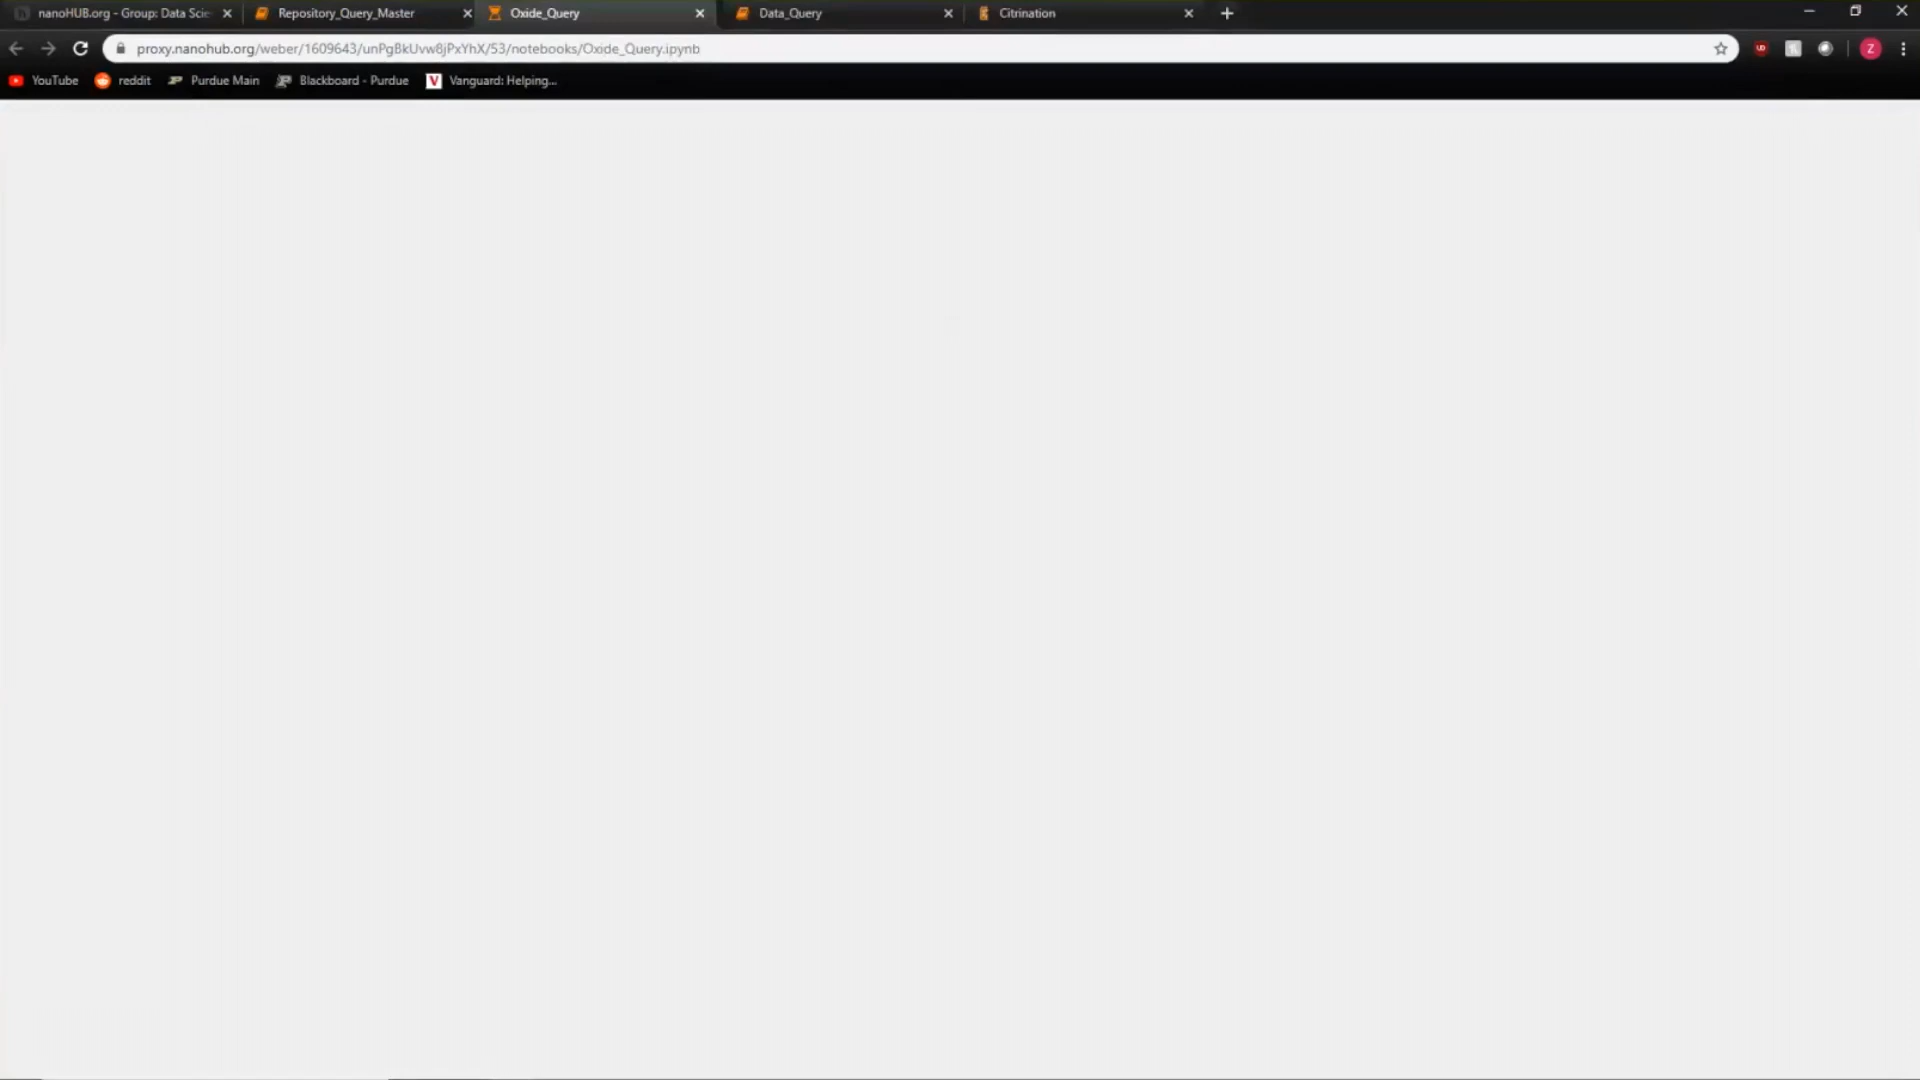 nanoHUB.org - Group: Data Scie
Repository_Query_Master
Oxide_Query
Data_Query
Citrination
proxy.nanohub.org/weber/1609643/unPgBkUvw8jPxYhX/53/notebooks/Oxide_Query.ipynb
Z
YouTube
reddit
Purdue Main
Blackboard - Purdue
V
Vanguard: Helping...